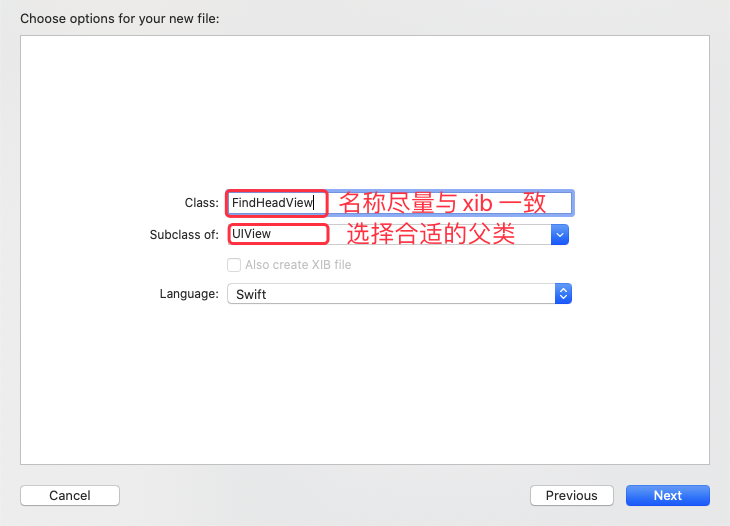 Choose options for your new file:
Class: FindHeadView 名称尽量与 xib 一致
Subclass of: UIView 选择合适的父类
Also create XIB file
Language: Swift
Cancel Previous Next